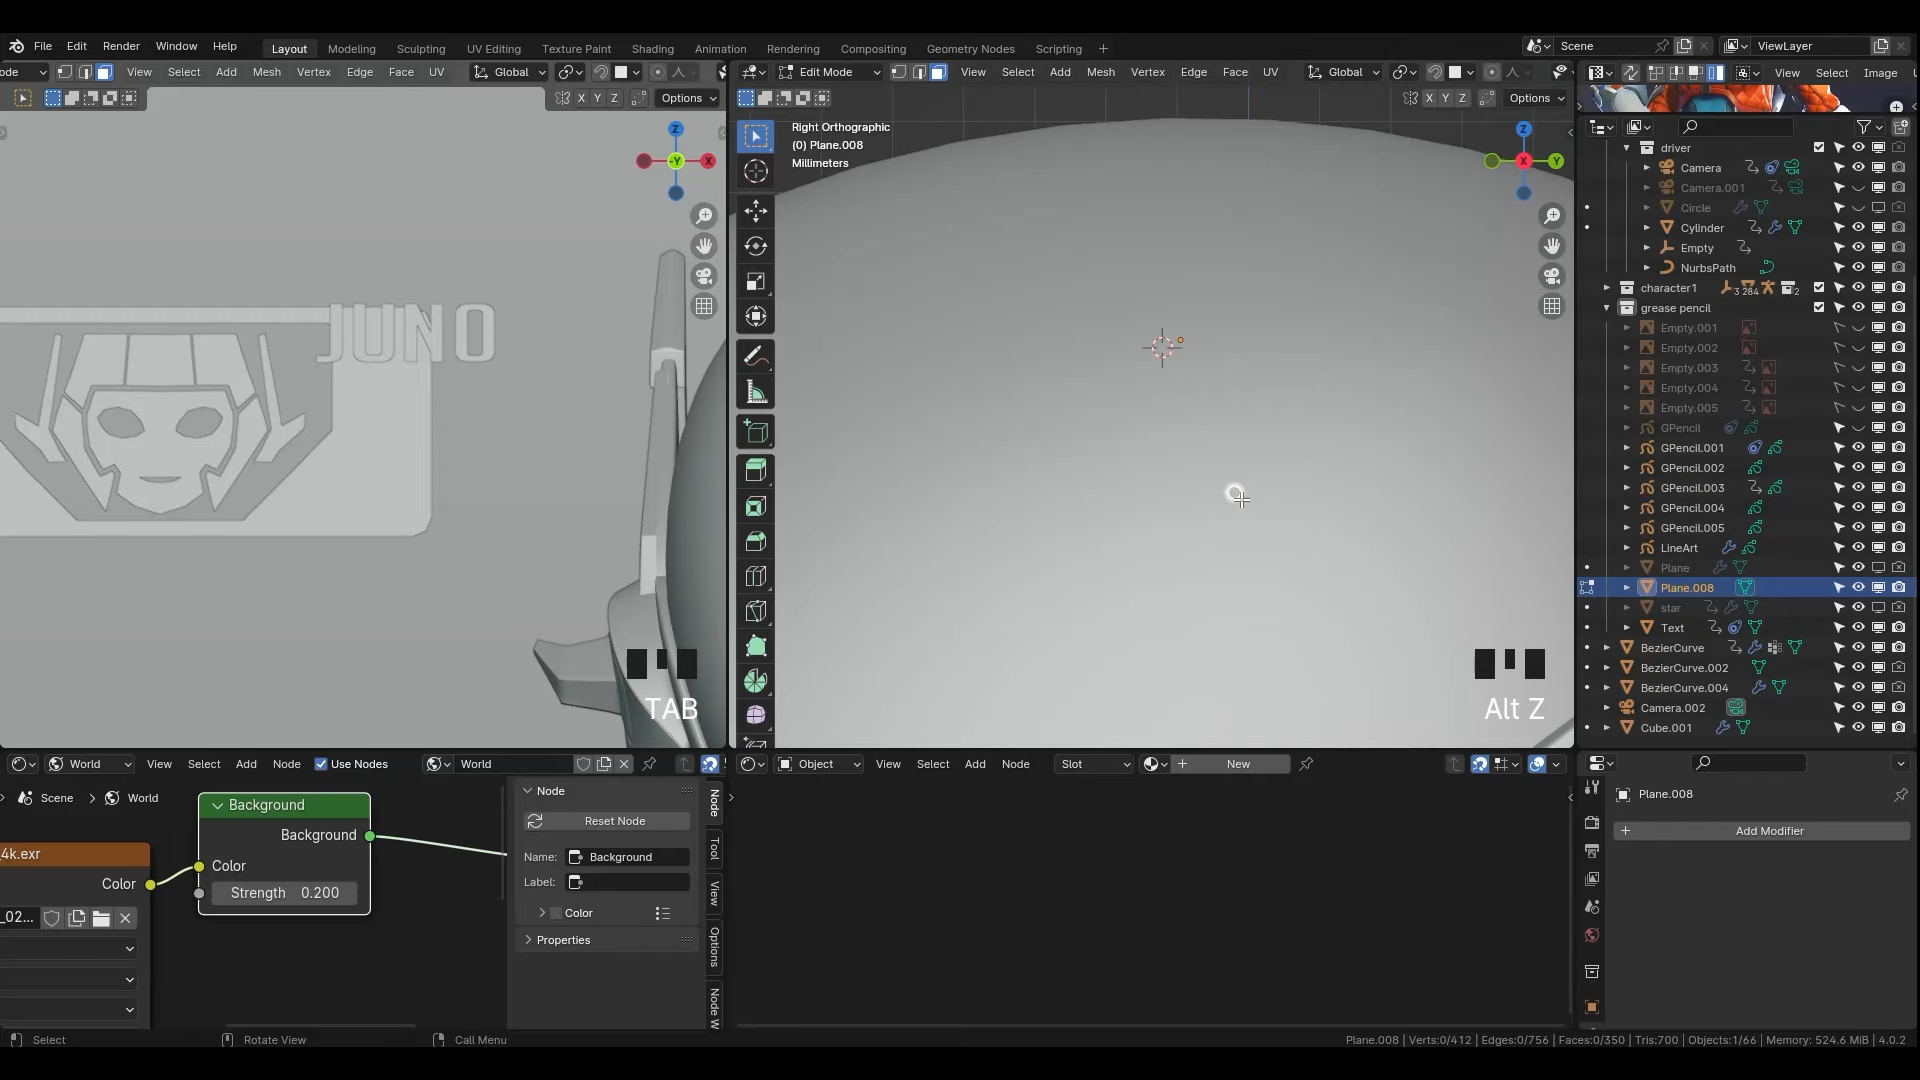 File Edit Render Window Help
Layout Modeling Sculpting UV Editing Texture Paint Shading Animation Rendering Compositing Geometry Nodes Scripting +
Scene ViewLayer
ode View Select Add Mesh Vertex Edge Face UV Global
Edit Mode View Select Add Mesh Vertex Edge Face UV Global
View Select Image
X Y Z Options
X Y Z Options
Right Orthographic
(0) Plane.008
Millimeters
Z
-Y X
Z
X Y
JUNO
TAB
Alt Z
driver
Camera
Camera.001
Circle
Cylinder
Empty
NurbsPath
character1 3 284 2
grease pencil
Empty.001
Empty.002
Empty.003
Empty.004
Empty.005
GPencil
GPencil.001
GPencil.002
GPencil.003
GPencil.004
GPencil.005
LineArt
Plane
Plane.008
star
Text
BezierCurve
BezierCurve.002
BezierCurve.004
Camera.002
Cube.001
World View Select Add Node Use Nodes World
Object View Select Add Node Slot New
Scene > World
Background
Background
Color
Strength 0.200
4k.exr
Color
_02...
Node
Reset Node
Name: Background
Label:
Color
Properties
Node
Tool
View
Options
Node W
Plane.008
Add Modifier
Select Rotate View Call Menu
Plane.008 | Verts:0/412 | Edges:0/756 | Faces:0/350 | Tris:700 | Objects:1/66 | Memory: 524.6 MiB | 4.0.2